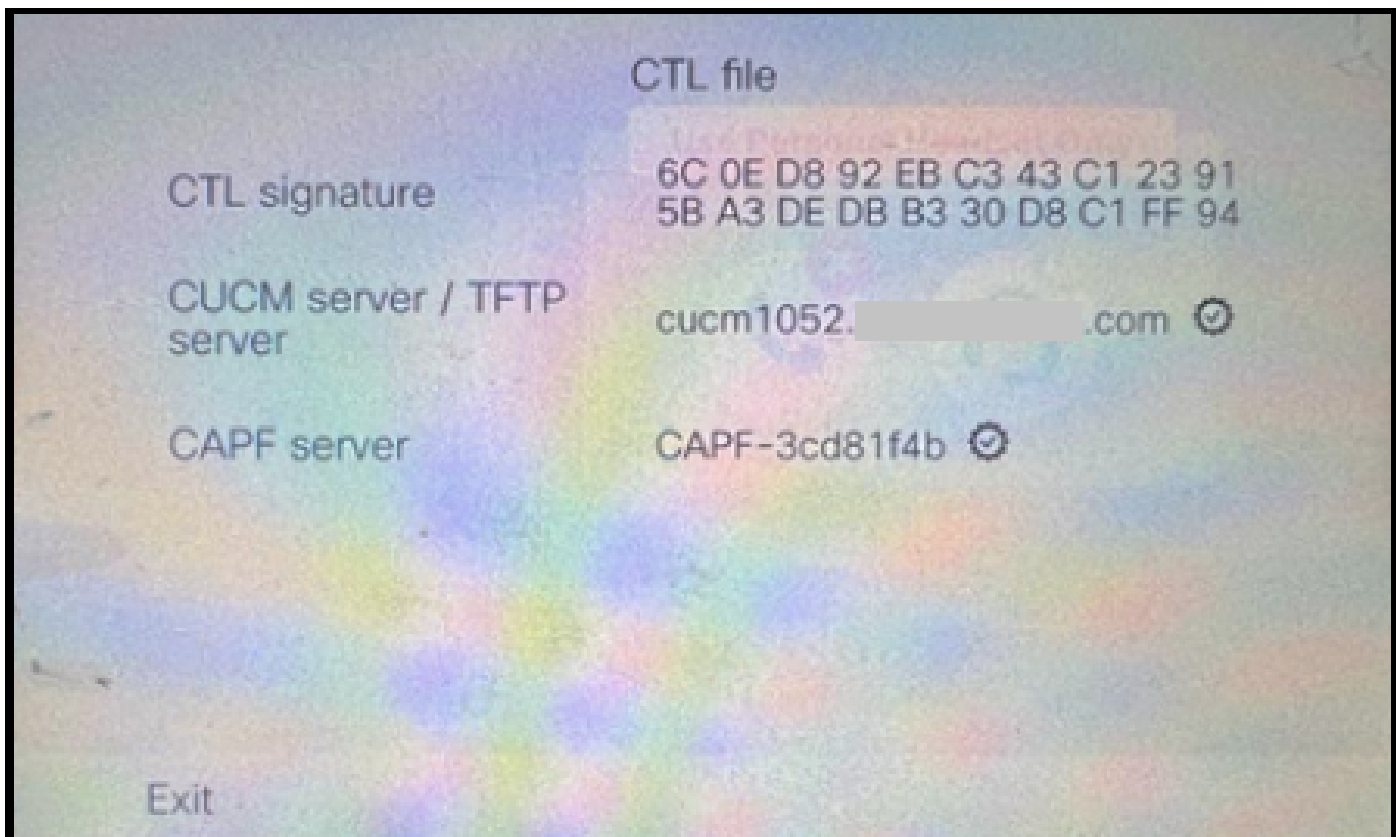 CTL file
CTL signature
6C 0E D8 92 EB C3 43 C1 23 91
5B A3 DE DB B3 30 D8 C1 FF 94
CUCM server / TFTP
server
cucm1052. .com
CAPF server
CAPF-3cd81f4b
Exit